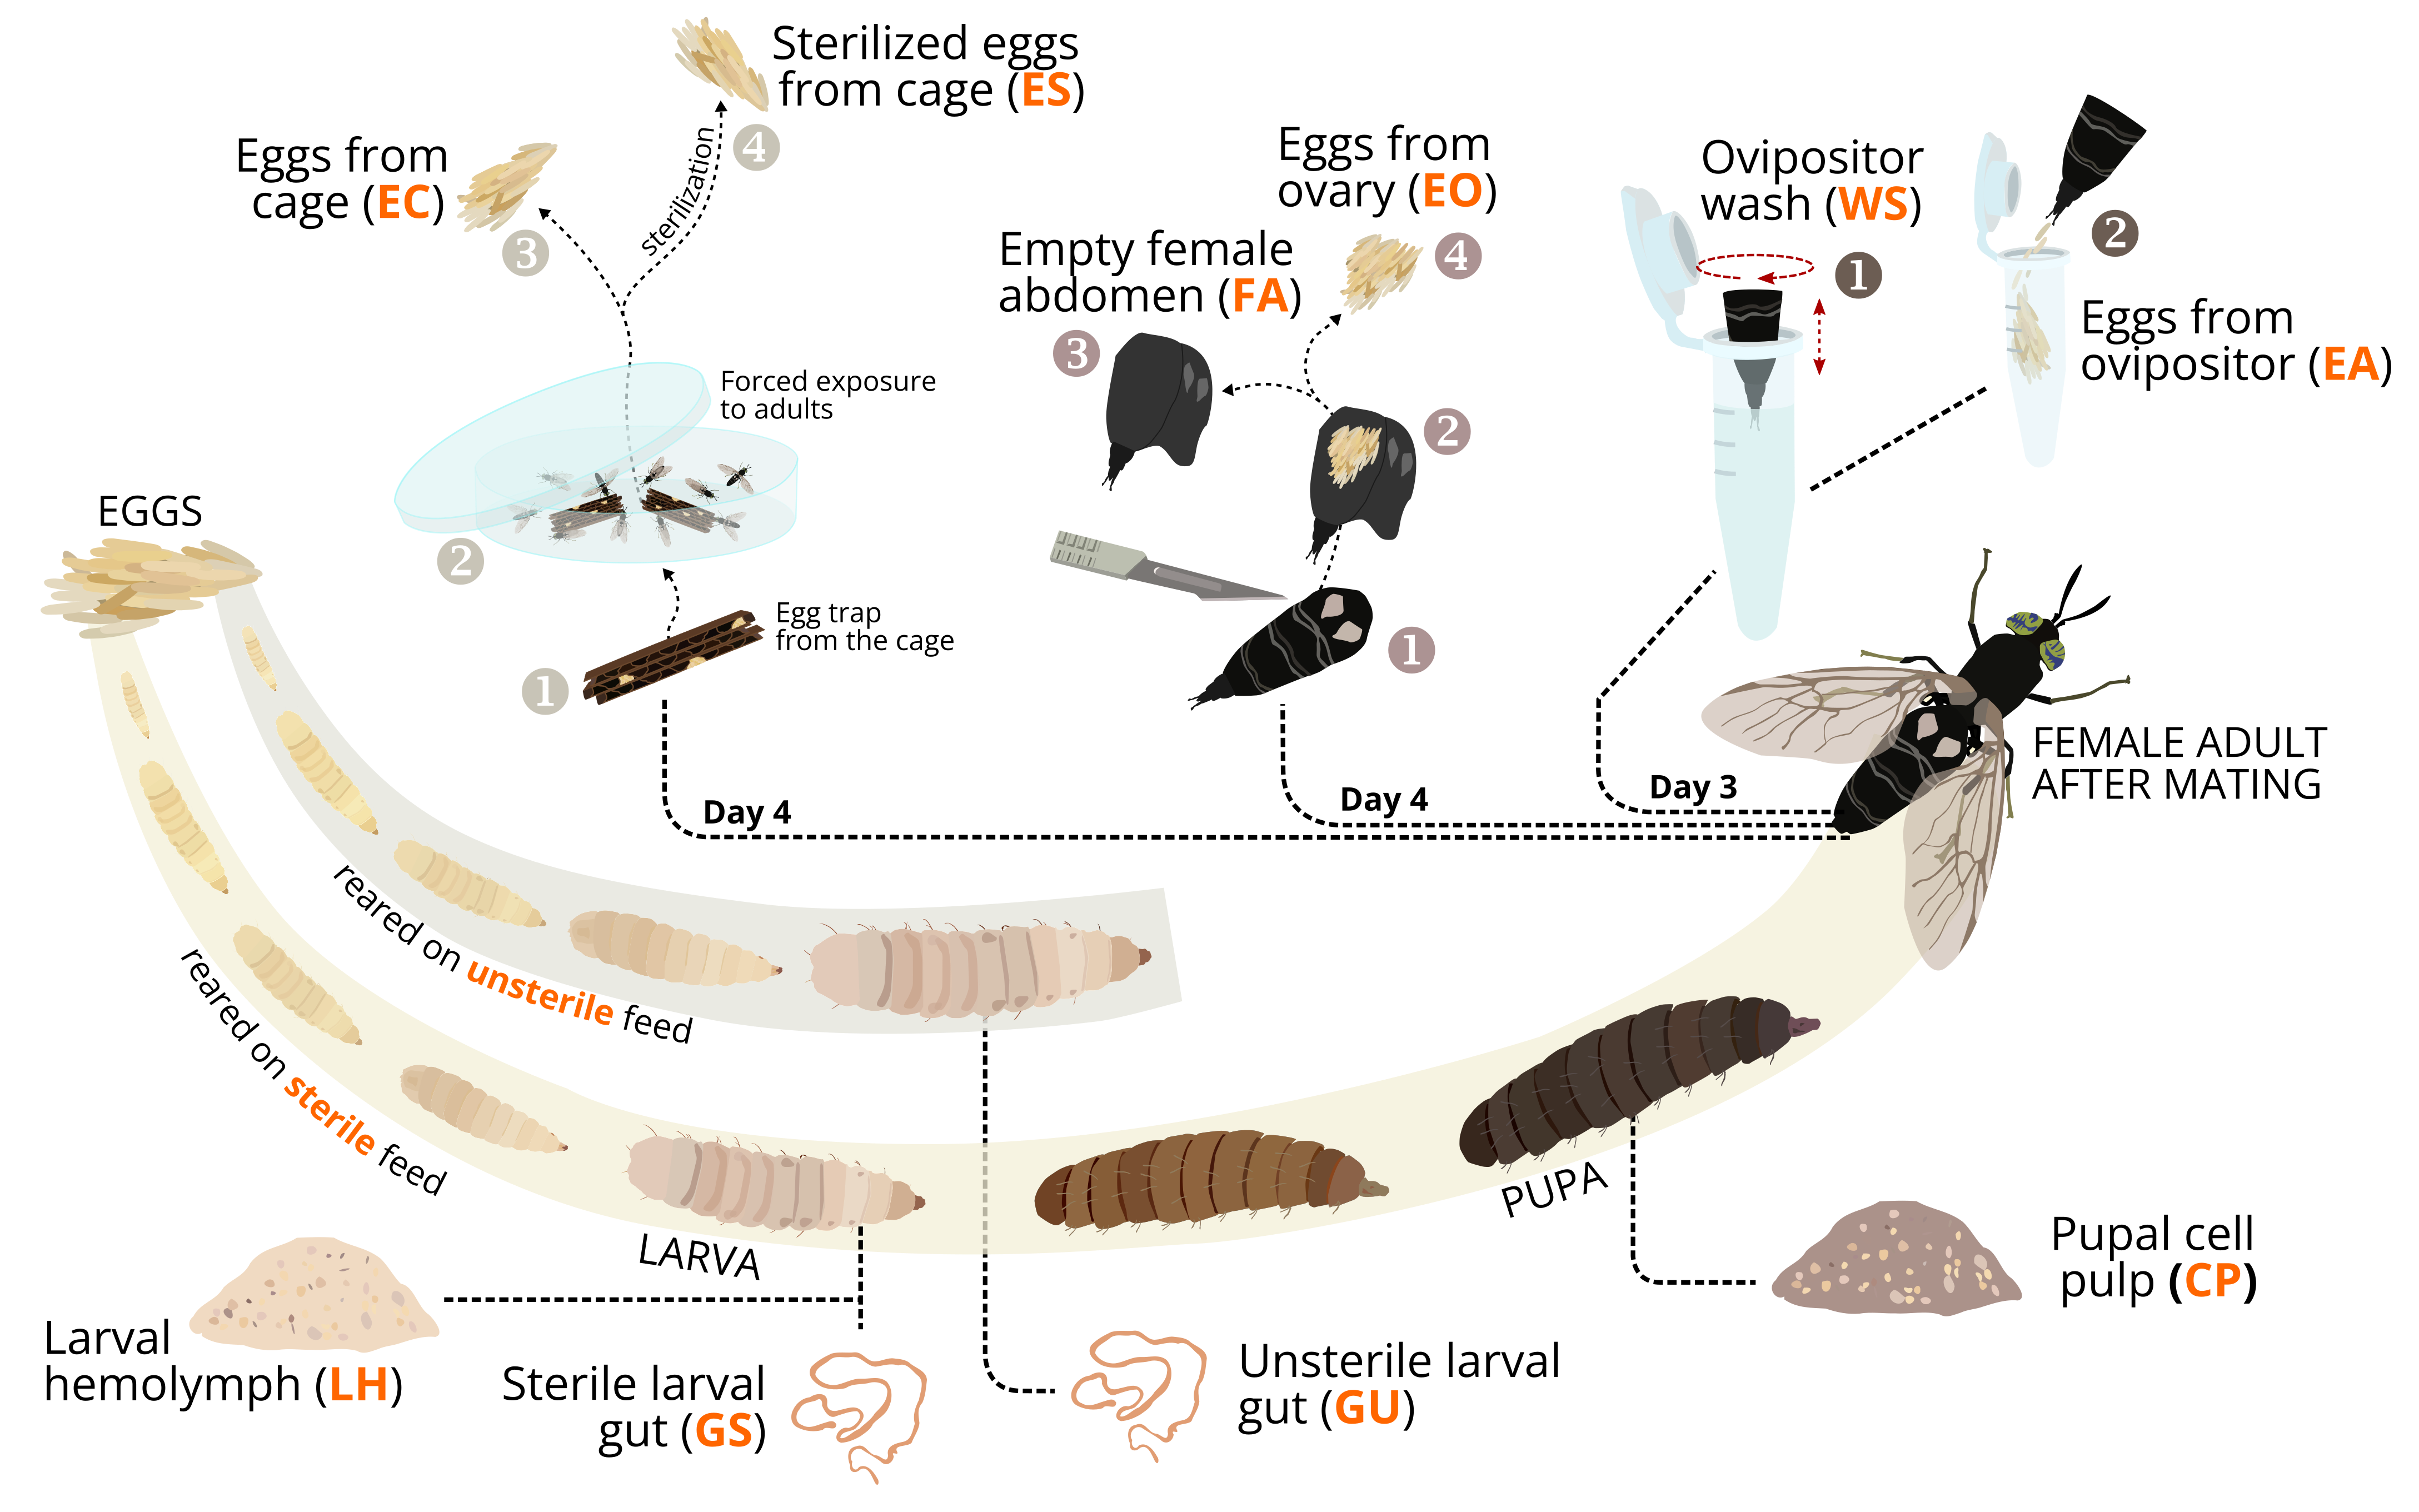 Sterilized eggs
from cage (ES)
4
sterilization
Eggs from
cage (EC)
3
Forced exposure
to adults
2
Egg trap
from the cage
1
Day 4
Eggs from
ovary (EO)
4
Empty female
abdomen (FA)
3
2
1
Day 4
Ovipositor
wash (WS)
1
2
Eggs from
ovipositor (EA)
Day 3
FEMALE ADULT
AFTER MATING
EGGS
reared on unsterile feed
reared on sterile feed
LARVA
PUPA
Larval
hemolymph (LH)
Sterile larval
gut (GS)
Unsterile larval
gut (GU)
Pupal cell
pulp (CP)